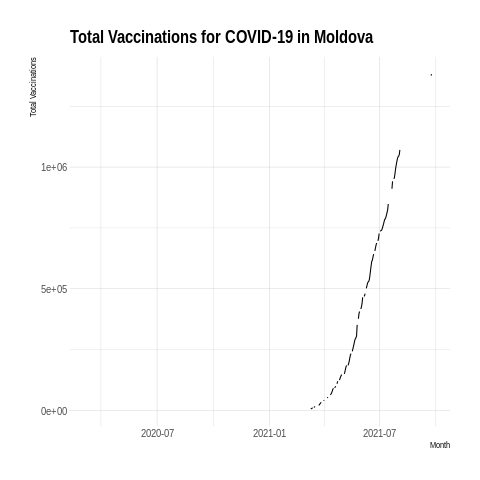 Total Vaccinations for COVID-19 in Moldova
Total Vaccinations
1e+06
5e+05
0e+00
2020-07 2021-01 2021-07
Month